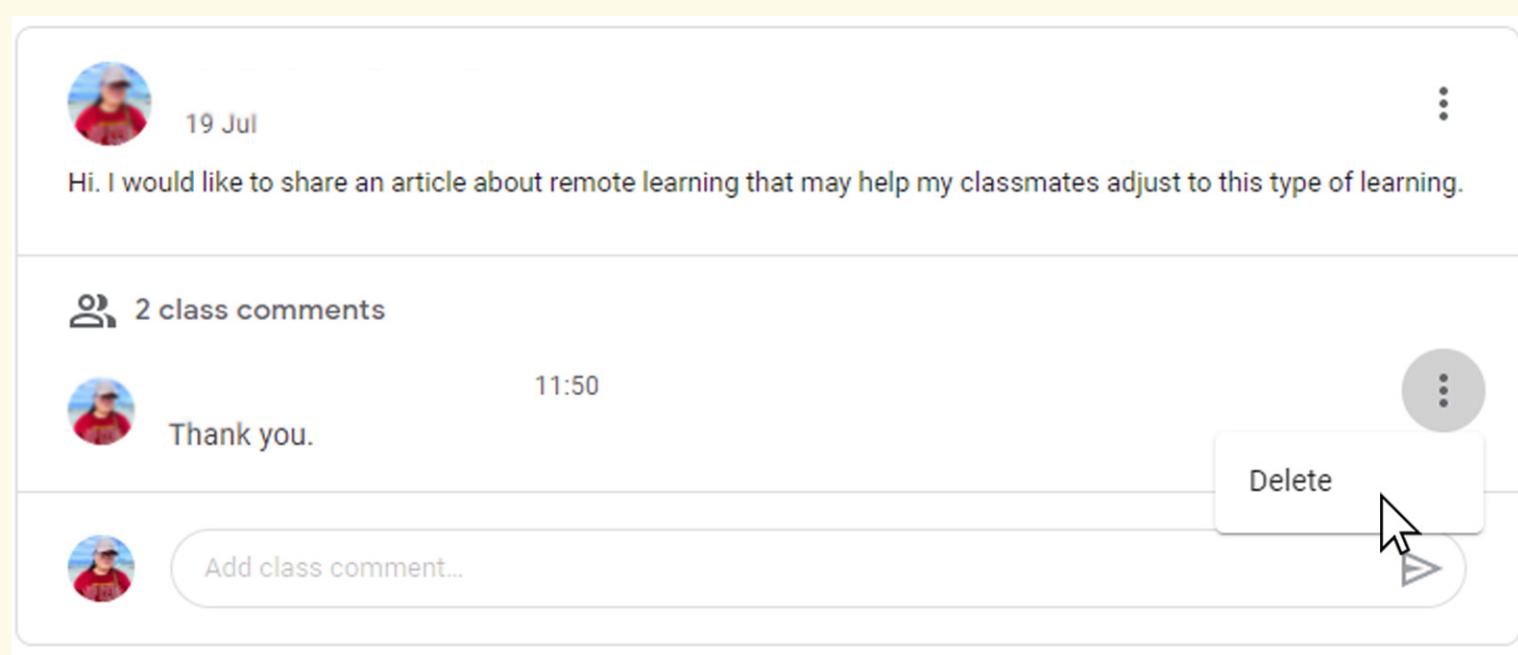 19 Jul
Hi. I would like to share an article about remote learning that may help my classmates adjust to this type of learning.
2 class comments
11:50
Thank you.
Delete
Add class comment…